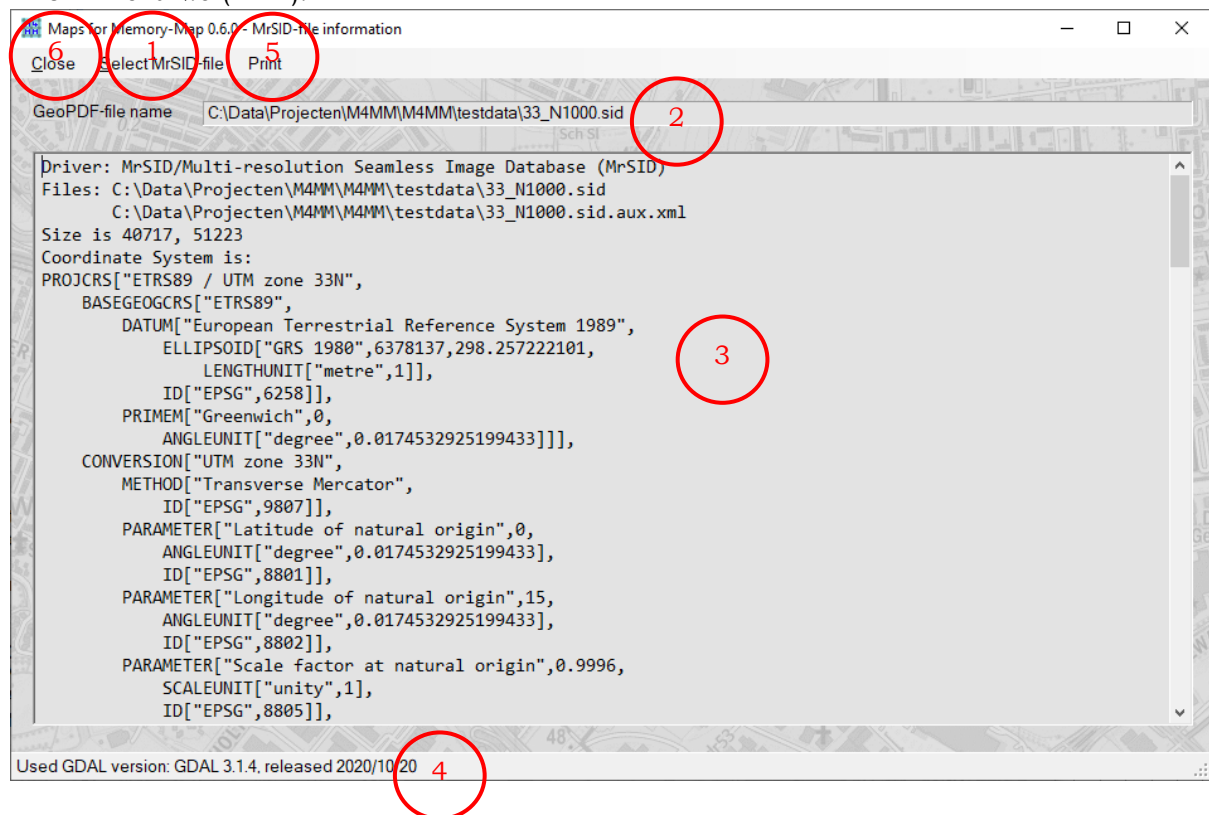 Maps for Memory-Map 0.6.0 - MrSID-file information
6 1 5
Close Select MrSID-file Print
GeoPDF-file name C:\Data\Projecten\M4MM\M4MM\testdata\33_N1000.sid 2
0.2
Sch Sl
Driver: MrSID/Multi-resolution Seamless Image Database (MrSID)
Files: C:\Data\Projecten\M4MM\M4MM\testdata\33_N1000.sid
C:\Data\Projecten\M4MM\M4MM\testdata\33_N1000.sid.aux.xml
Size is 40717, 51223
Coordinate System is:
PROJCRS["ETRS89 / UTM zone 33N",
BASEGEOGCRS["ETRS89",
DATUM["European Terrestrial Reference System 1989",
ELLIPSOID["GRS 1980",6378137,298.257222101,
3
LENGTHUNIT["metre",1]],
ID["EPSG",6258]],
PRIMEM["Greenwich",0,
ANGLEUNIT["degree",0.0174532925199433]]],
CONVERSION["UTM zone 33N",
METHOD["Transverse Mercator",
ID["EPSG",9807]],
PARAMETER["Latitude of natural origin",0,
ANGLEUNIT["degree",0.0174532925199433],
ID["EPSG",8801]],
PARAMETER["Longitude of natural origin",15,
ANGLEUNIT["degree",0.0174532925199433],
ID["EPSG",8802]],
PARAMETER["Scale factor at natural origin",0.9996,
SCALEUNIT["unity",1],
ID["EPSG",8805]],
48 53
Used GDAL version: GDAL 3.1.4, released 2020/10/20 4